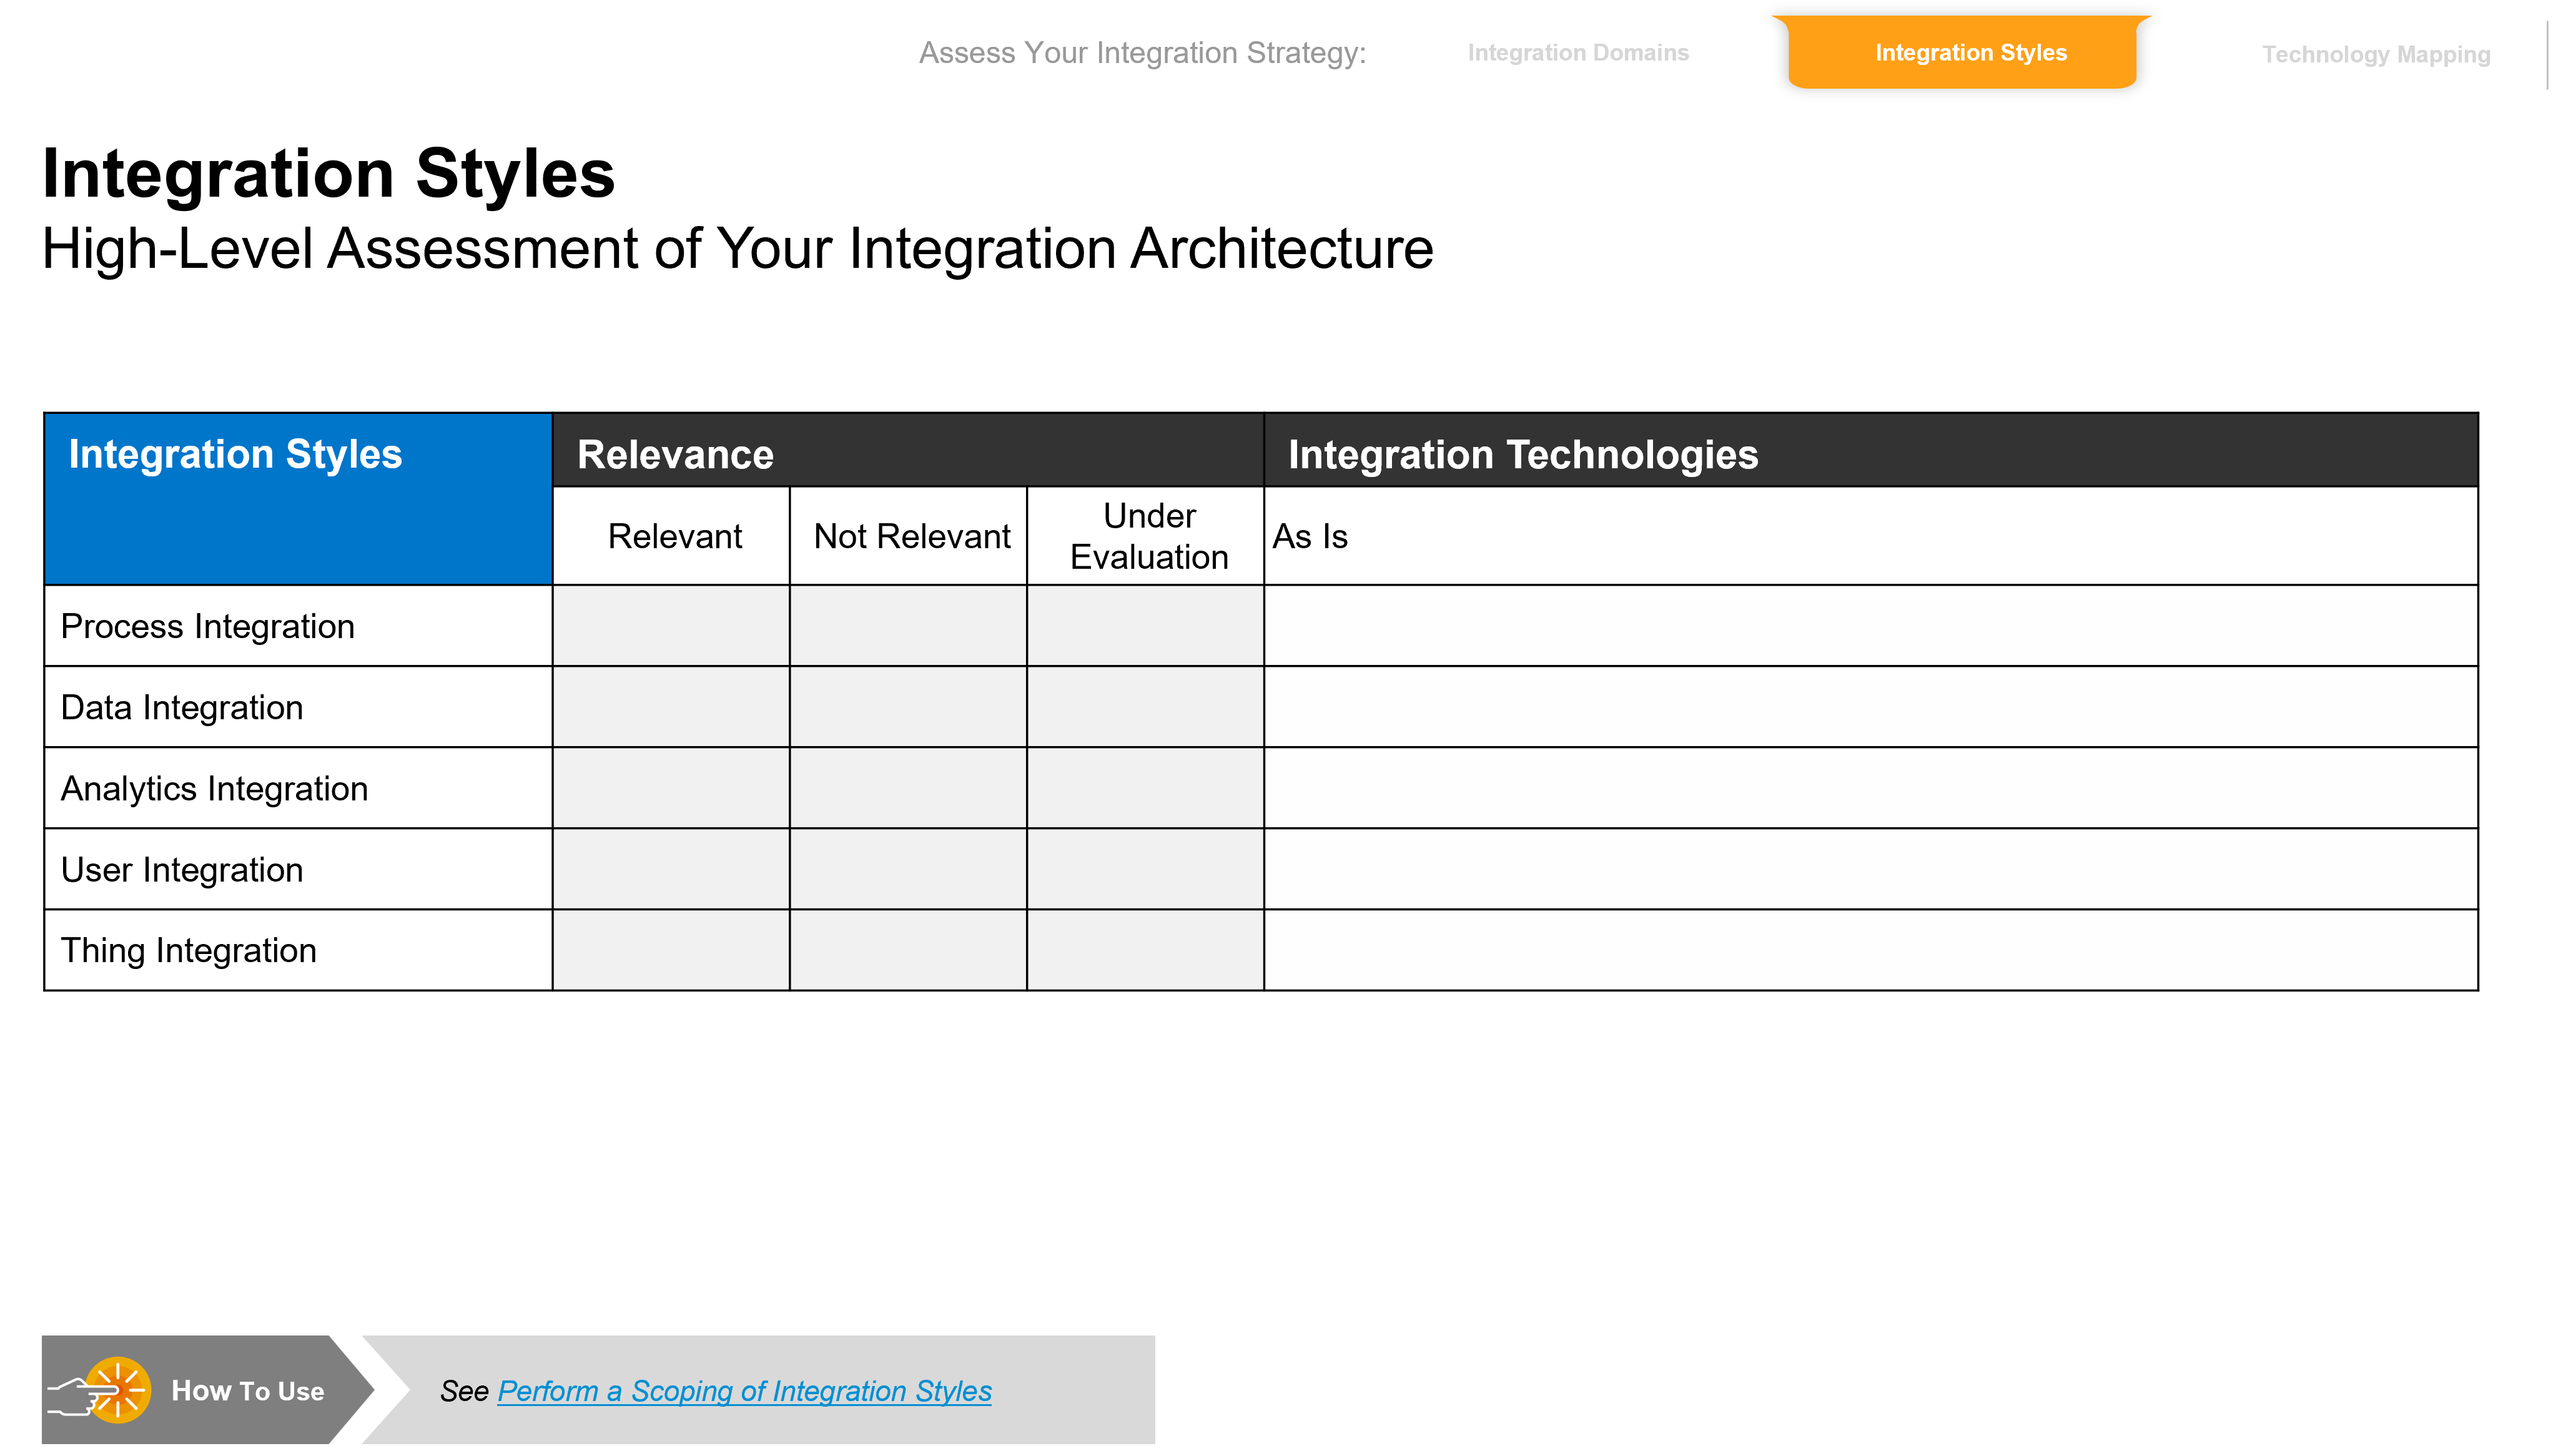 Assess Your Integration Strategy:
Integration Domains
Integration Styles
Technology Mapping
Integration Styles
High-Level Assessment of Your Integration Architecture
Integration Styles
Relevance
Integration Technologies
Relevant
Not Relevant
Under
Evaluation
As Is
Process Integration
Data Integration
Analytics Integration
User Integration
Thing Integration
How To Use
See Perform a Scoping of Integration Styles